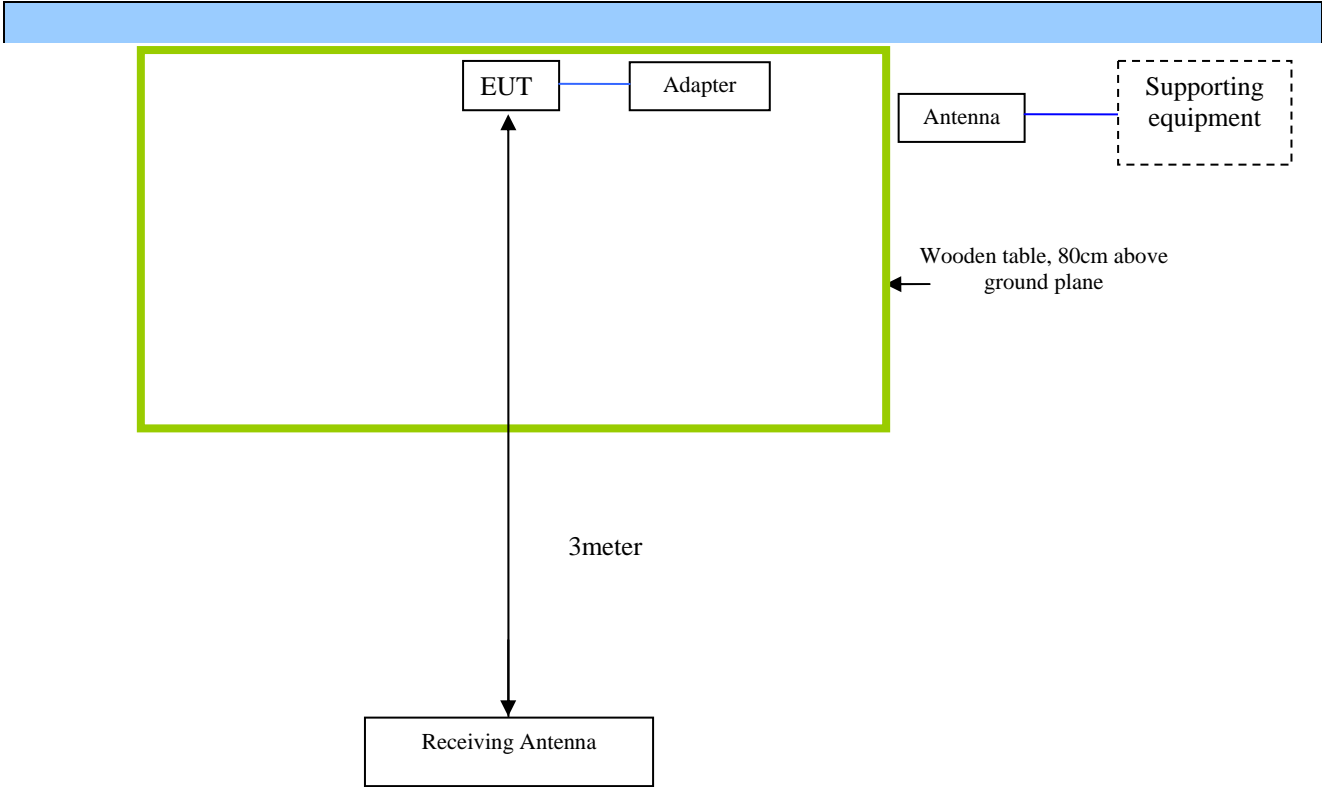 EUT
Adapter
Antenna
Supporting
equipment
Wooden table, 80cm above
ground plane
3meter
Receiving Antenna